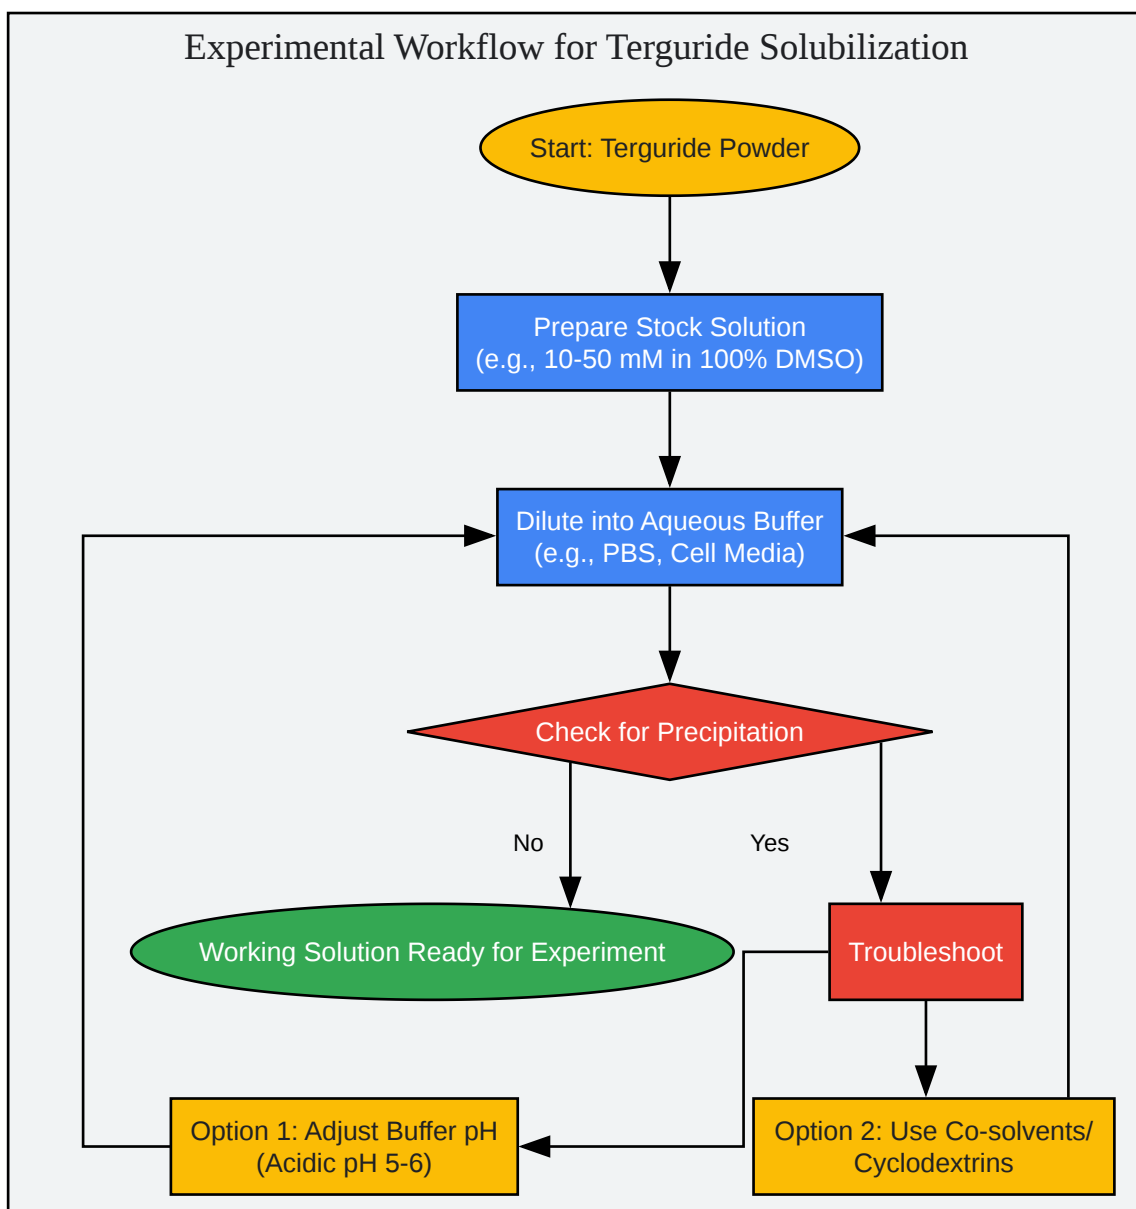 Experimental Workflow for Terguride Solubilization
Start: Terguride Powder
Prepare Stock Solution
(e.g., 10-50 mM in 100% DMSO)
Dilute into Aqueous Buffer
(e.g., PBS, Cell Media)
Check for Precipitation
No
Yes
Working Solution Ready for Experiment
Troubleshoot
Option 1: Adjust Buffer pH
(Acidic pH 5-6)
Option 2: Use Co-solvents/
Cyclodextrins